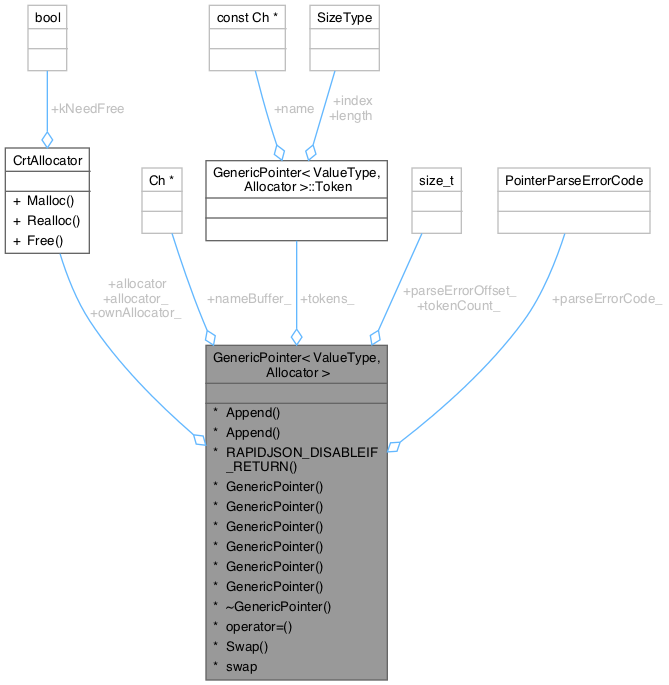 bool
const Ch *
SizeType
+kNeedFree
+name
+index
+length
CrtAllocator
+ Malloc()
+ Realloc()
+ Free()
Ch *
GenericPointer< ValueType,
Allocator >::Token
size_t
PointerParseErrorCode
+allocator
+allocator_
+ownAllocator_
+nameBuffer_
+tokens_
+parseErrorOffset_
+tokenCount_
+parseErrorCode_
GenericPointer< ValueType,
Allocator >
* Append()
* Append()
* RAPIDJSON_DISABLEIF
_RETURN()
* GenericPointer()
* GenericPointer()
* GenericPointer()
* GenericPointer()
* GenericPointer()
* GenericPointer()
* ~GenericPointer()
* operator=()
* Swap()
* swap